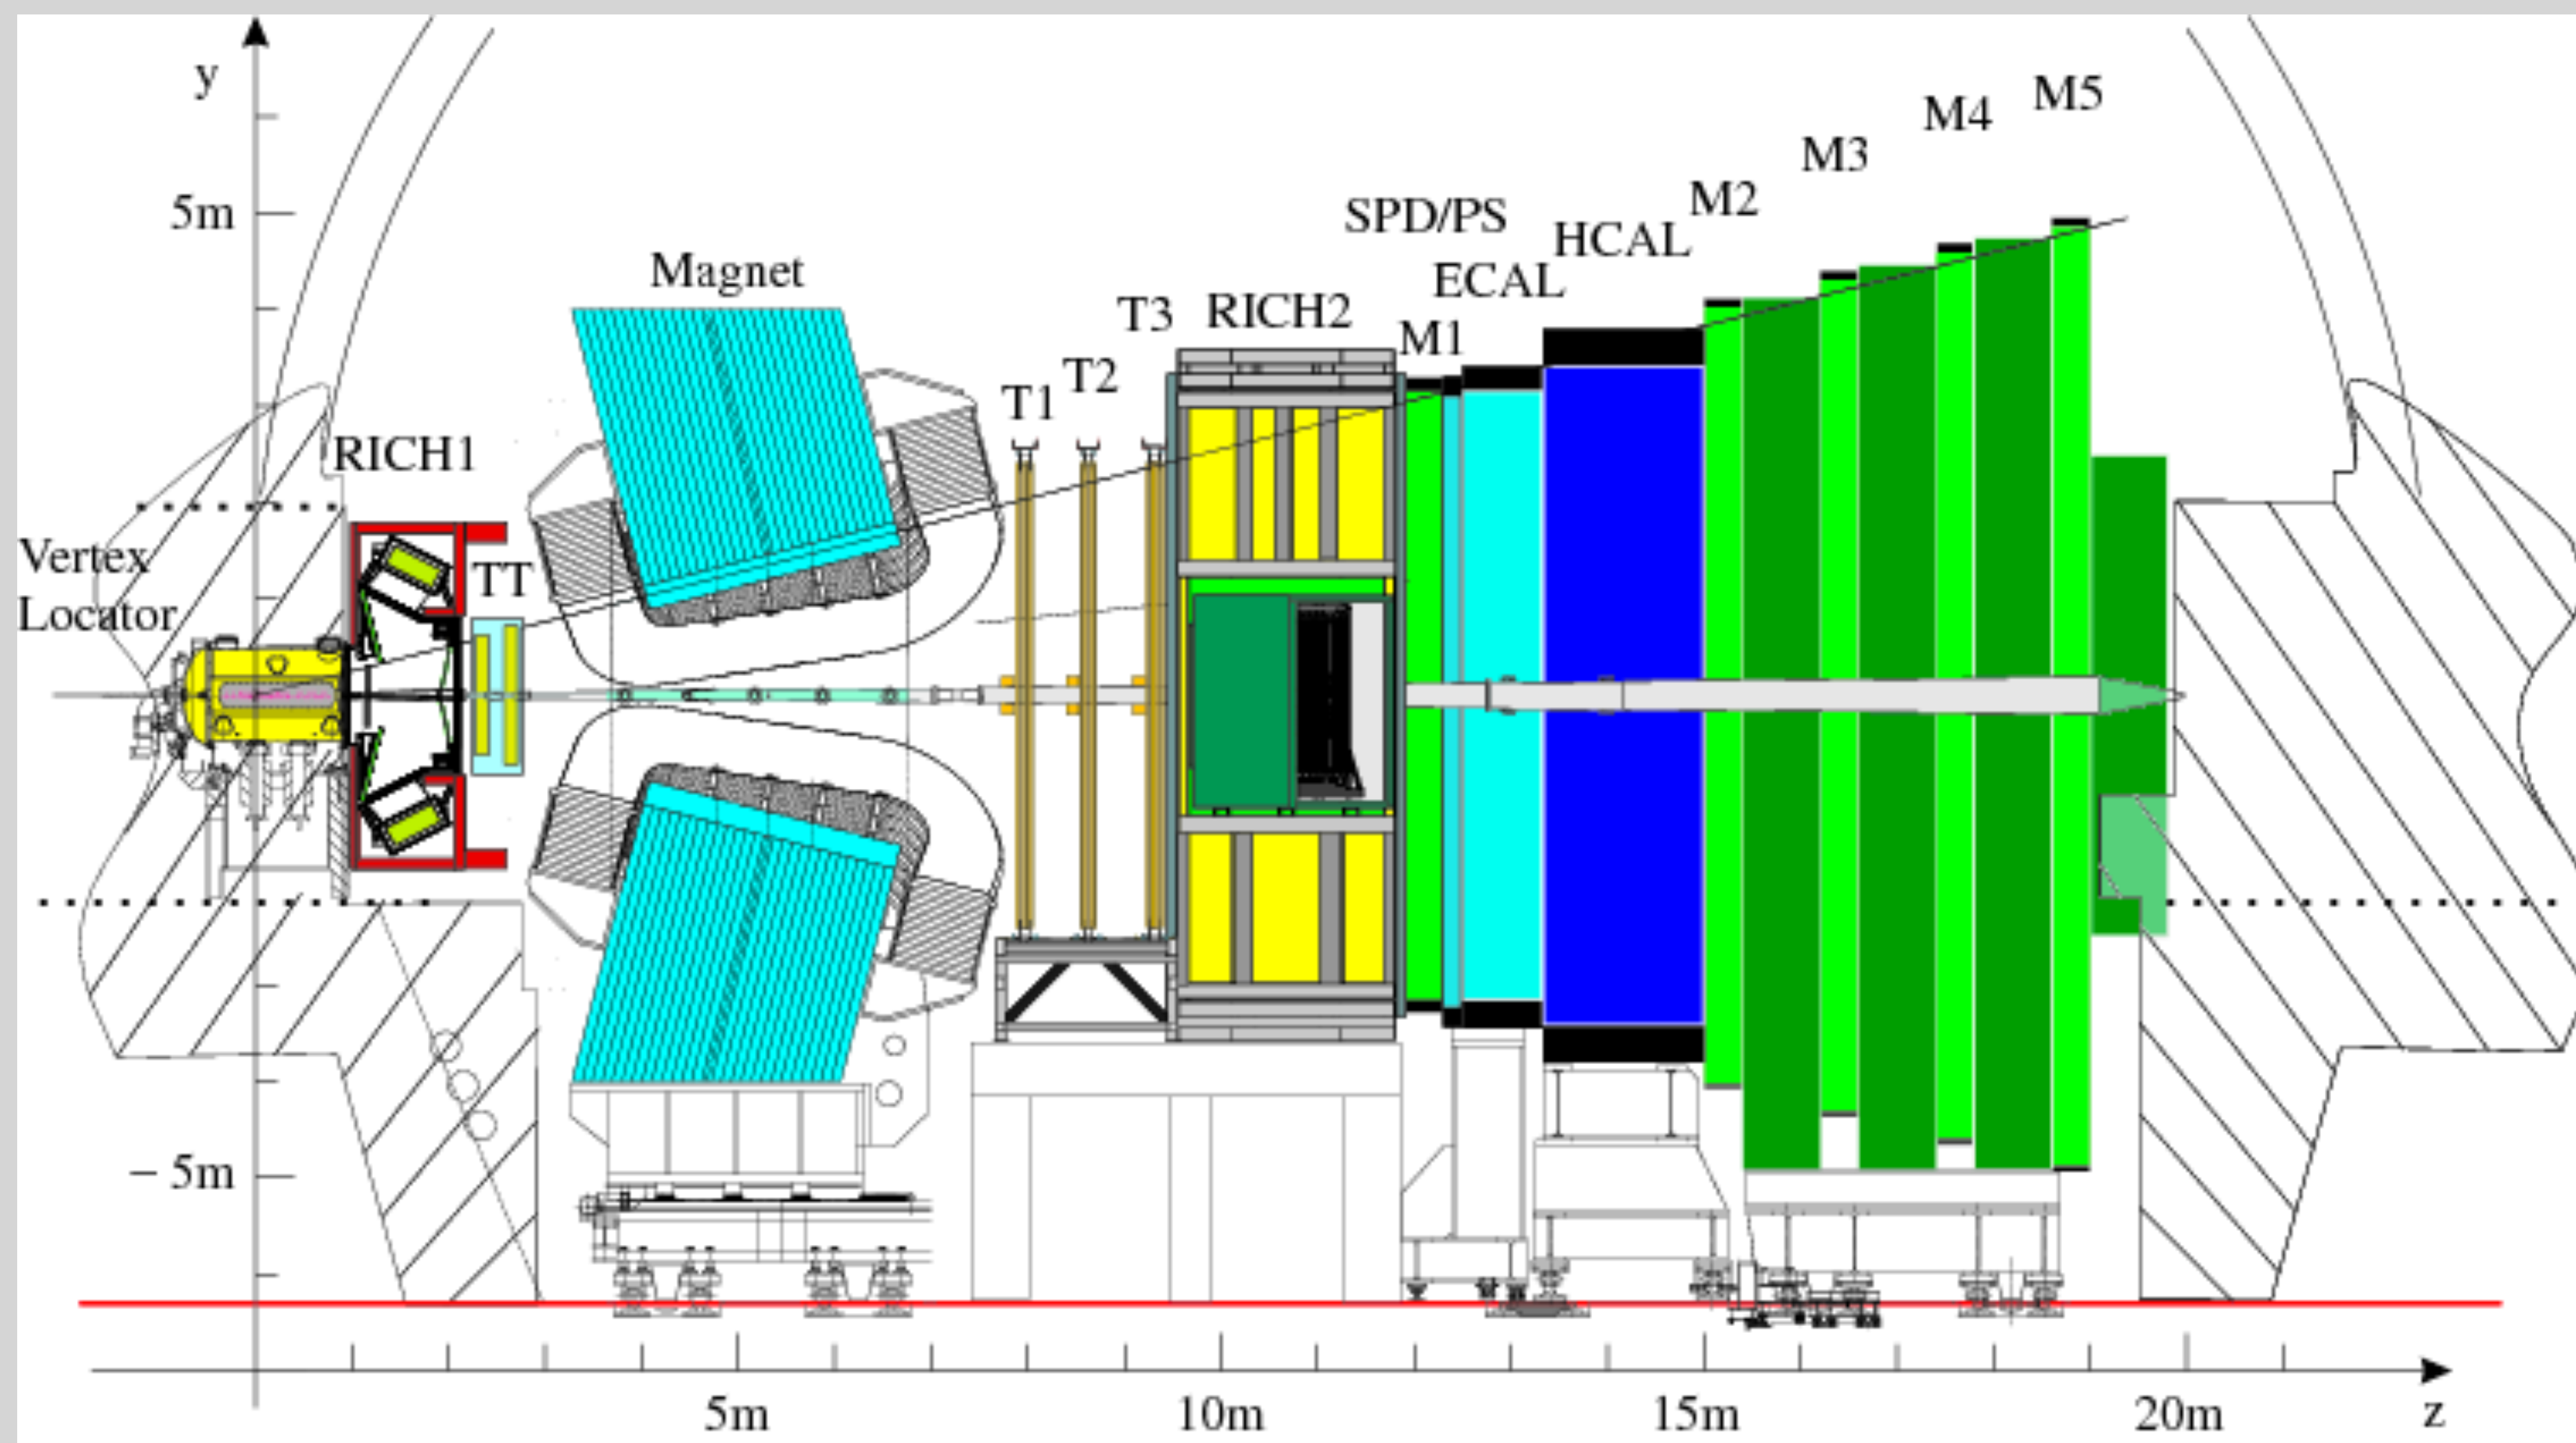 y
M5
M4
M3
M2
5m
SPD/PS
HCAL
Magnet
ECAL
T3
RICH2
M1
T2
T1
RICH1
Vertex
Locator
TT
– 5m
5m
10m
15m
20m
z